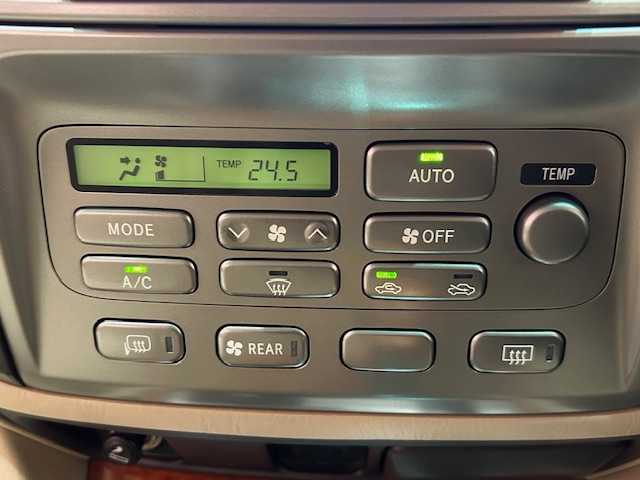 TEMP 24.5
AUTO
TEMP
MODE
OFF
A/C
REAR